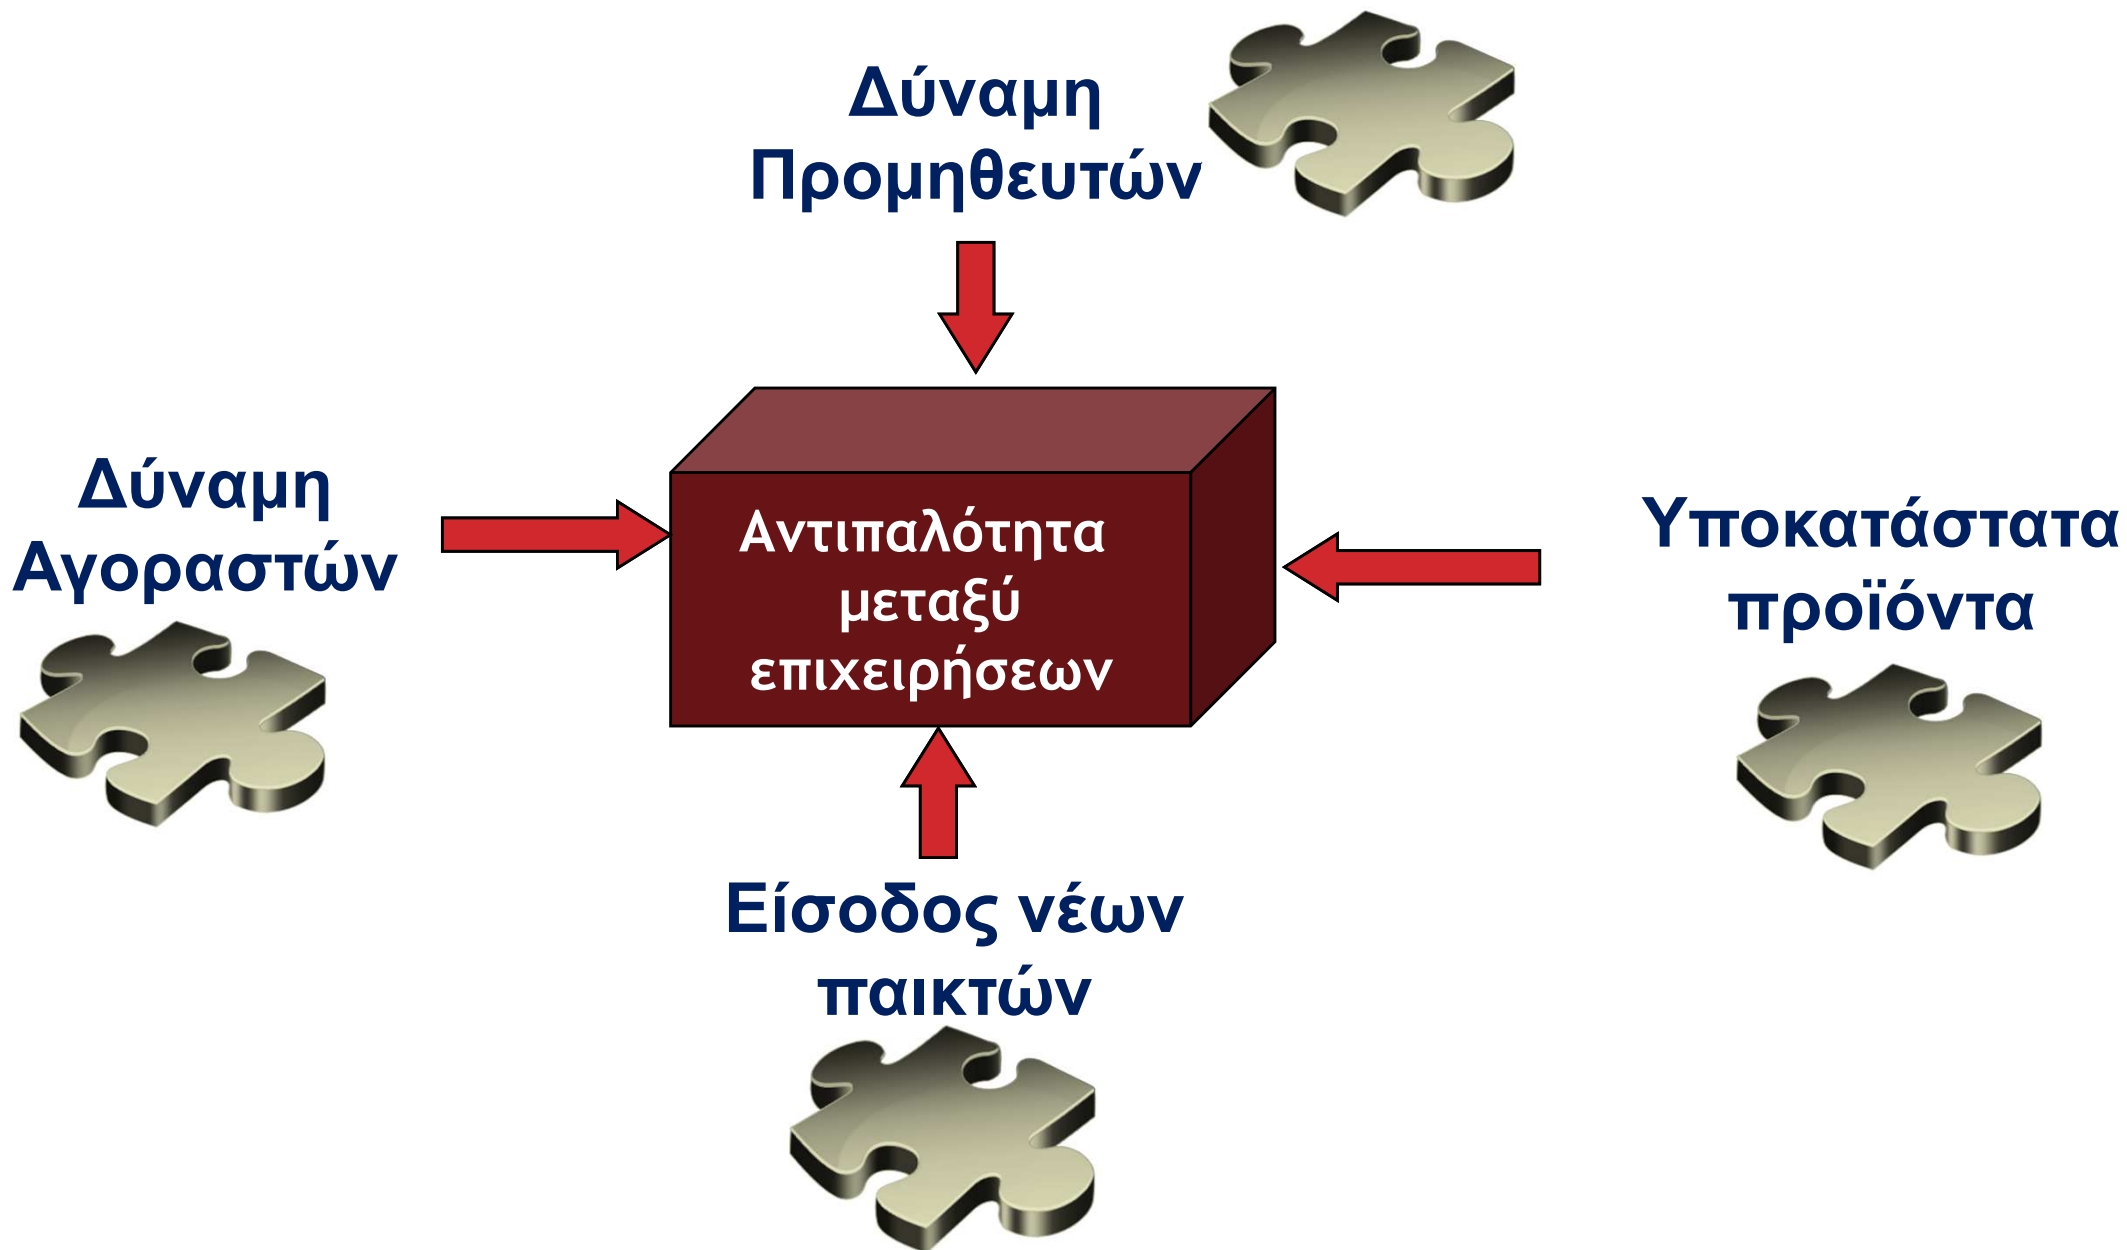 Δύναμη
Προμηθευτών
Δύναμη
Αγοραστών
Αντιπαλότητα
μεταξύ
επιχειρήσεων
Υποκατάστατα
προϊόντα
Είσοδος νέων
παικτών